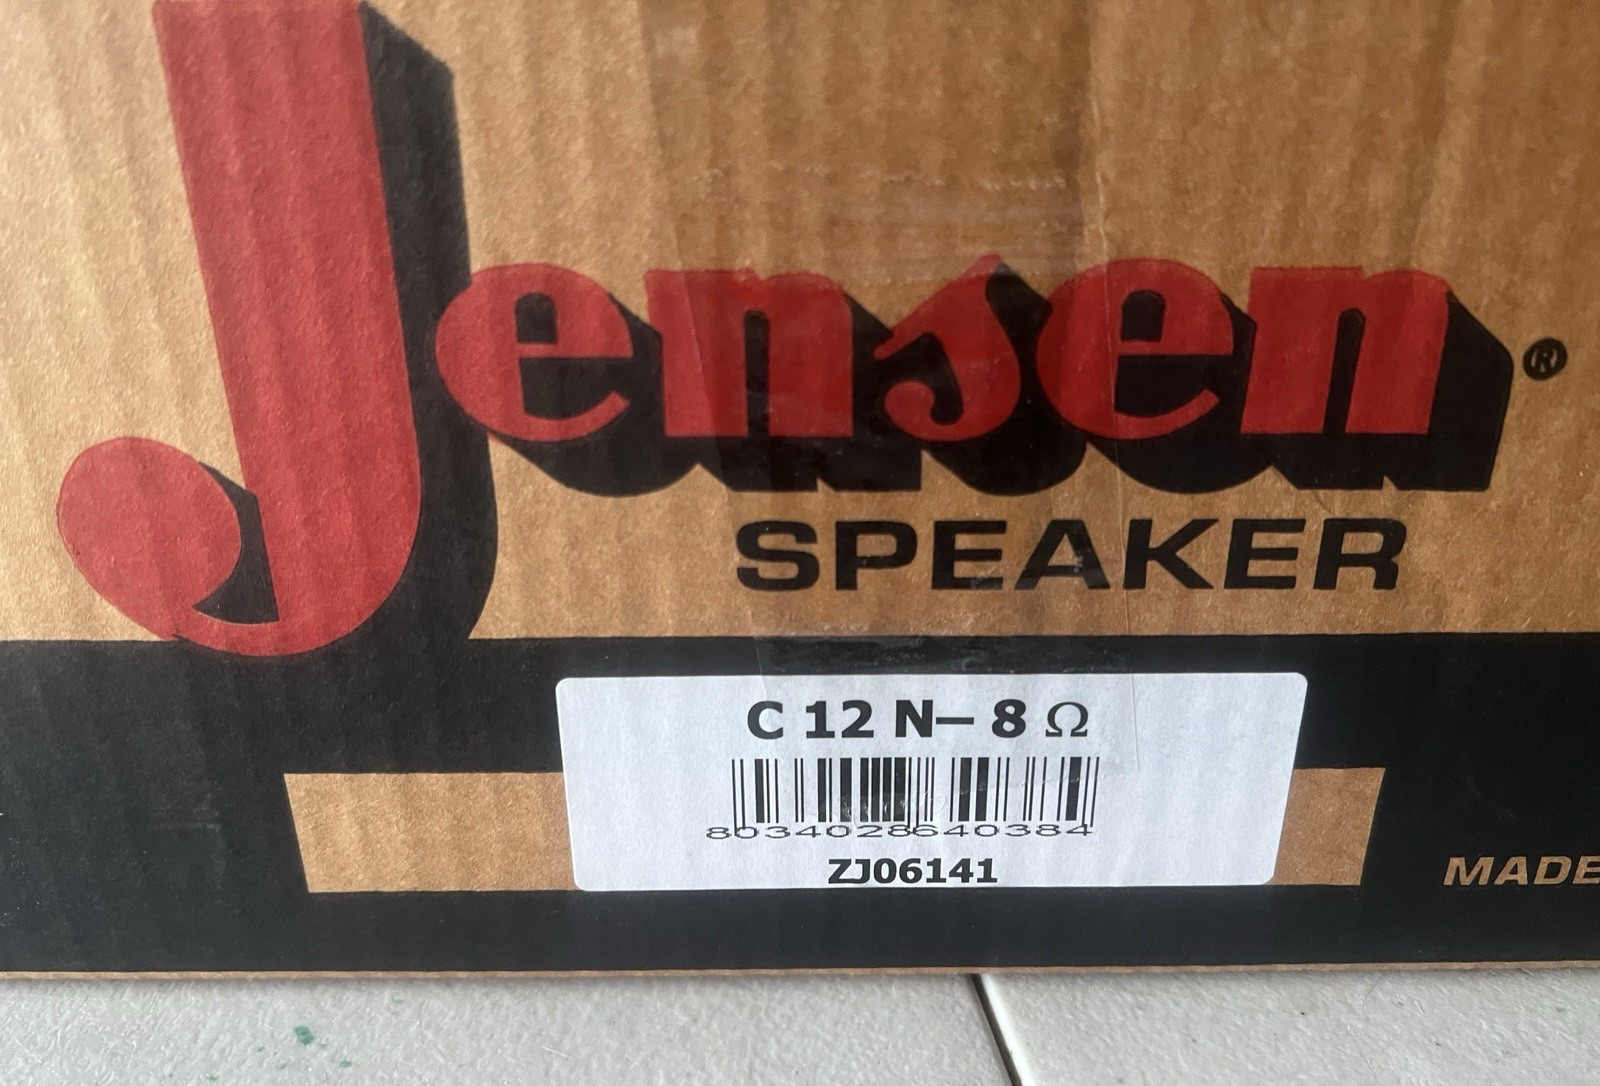 Jensen®
SPEAKER
C 12 N– 8 Ω
8034028640384
ZJ06141
MADE